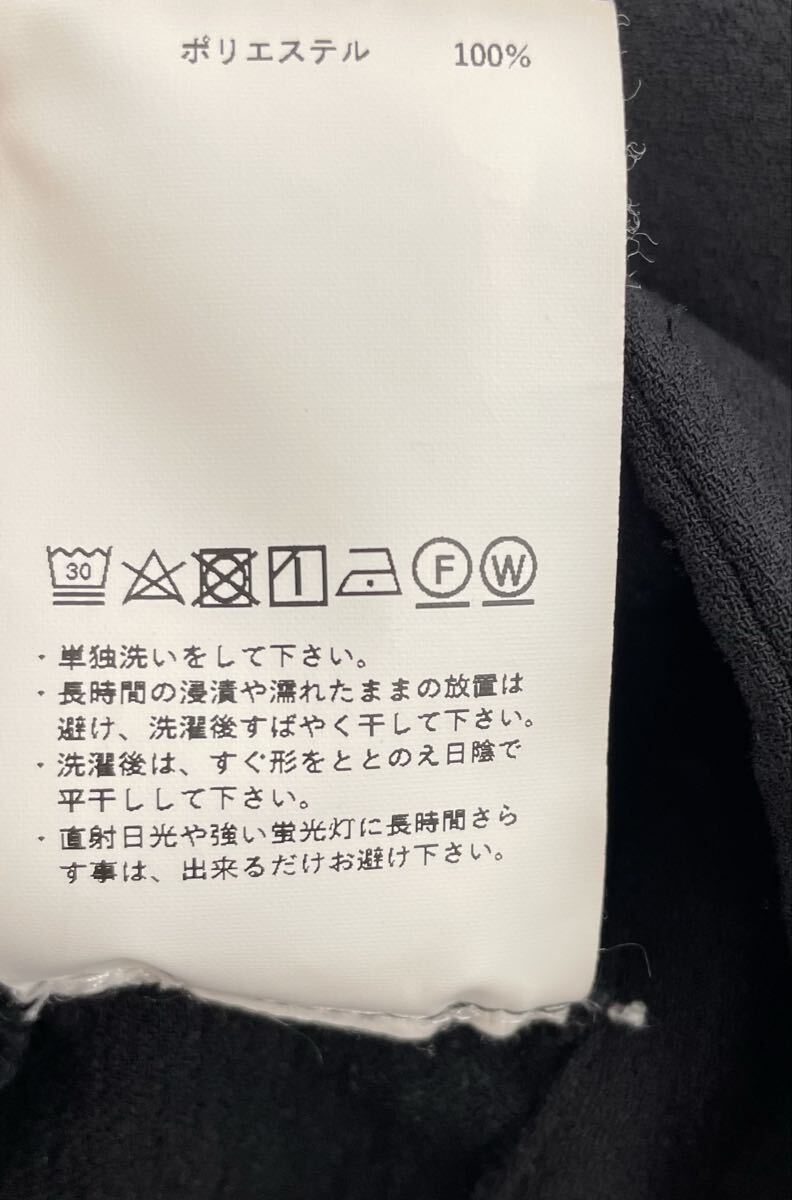 ポリエステル 100%
30 F W
・単独洗いをして下さい。
・長時間の浸漬や濡れたままの放置は
避け、洗濯後すばやく干して下さい。
・洗濯後は、すぐ形をととのえ日陰で
平干しして下さい。
・直射日光や強い蛍光灯に長時間さら
す事は、出来るだけお避け下さい。